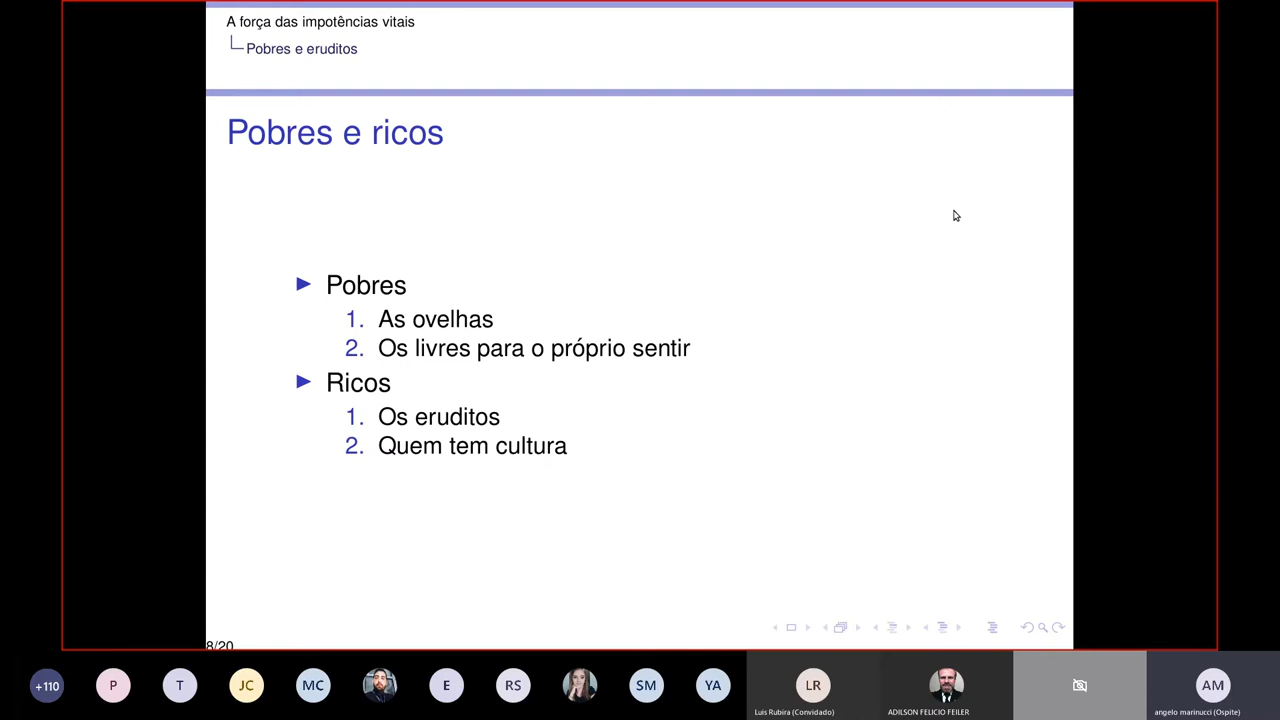 A força das impotências vitais
Pobres e eruditos
Pobres e ricos
Pobres
1. As ovelhas
2. Os livres para o próprio sentir
Ricos
1. Os eruditos
2. Quem tem cultura
8/20
+110
P
T
JC
MC
E
RS
SM
YA
LR
Luis Rubira (Convidado)
ADILSON FELICIO FEILER
AM
angelo marinucci (Ospite)